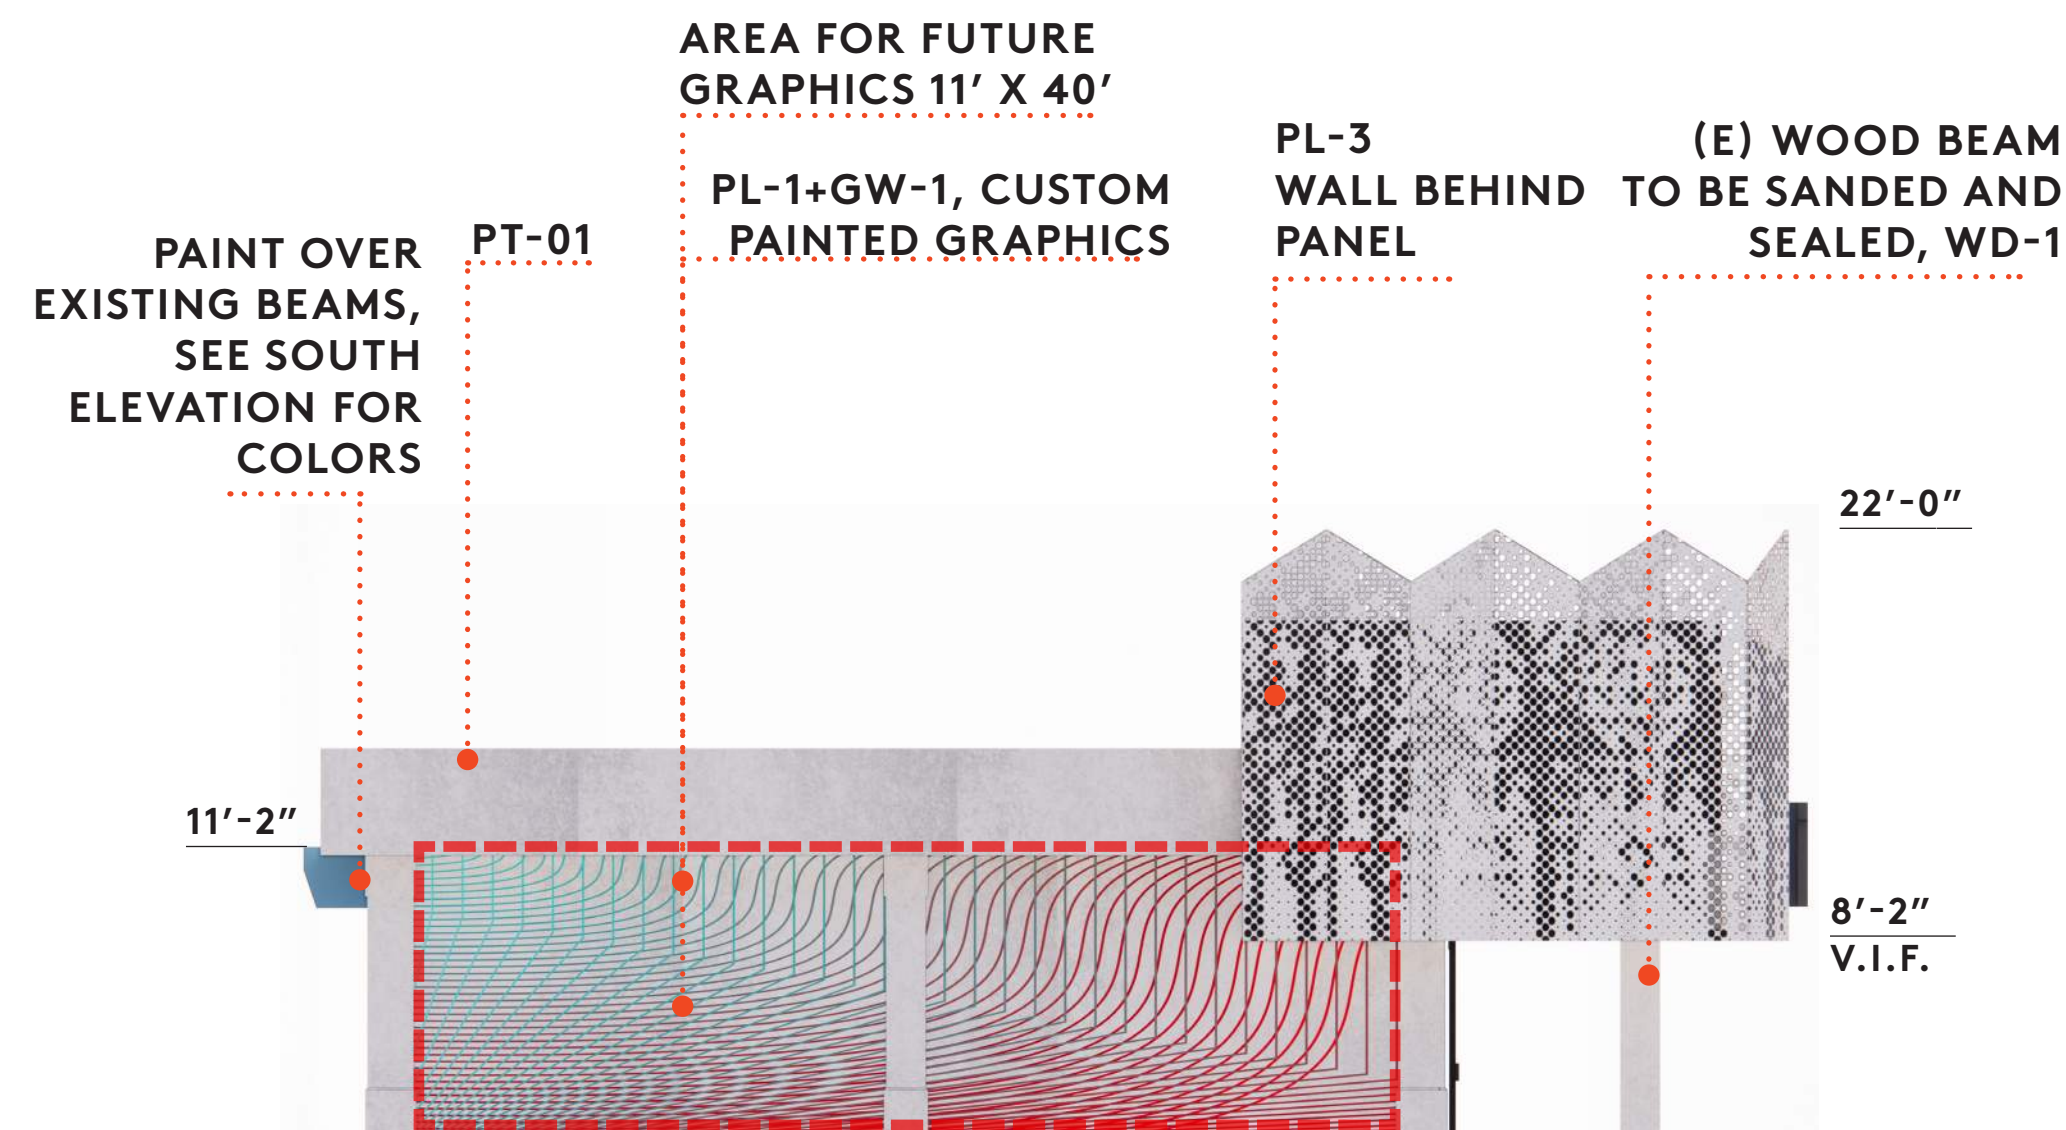 AREA FOR FUTURE
GRAPHICS 11' X 40'
PL-1+GW-1, CUSTOM
PAINTED GRAPHICS
PL-3
WALL BEHIND
PANEL
(E) WOOD BEAM
TO BE SANDED AND
SEALED, WD-1
PT-01
PAINT OVER
EXISTING BEAMS,
SEE SOUTH
ELEVATION FOR
COLORS
22'-0"
11'-2"
8'-2"
V.I.F.